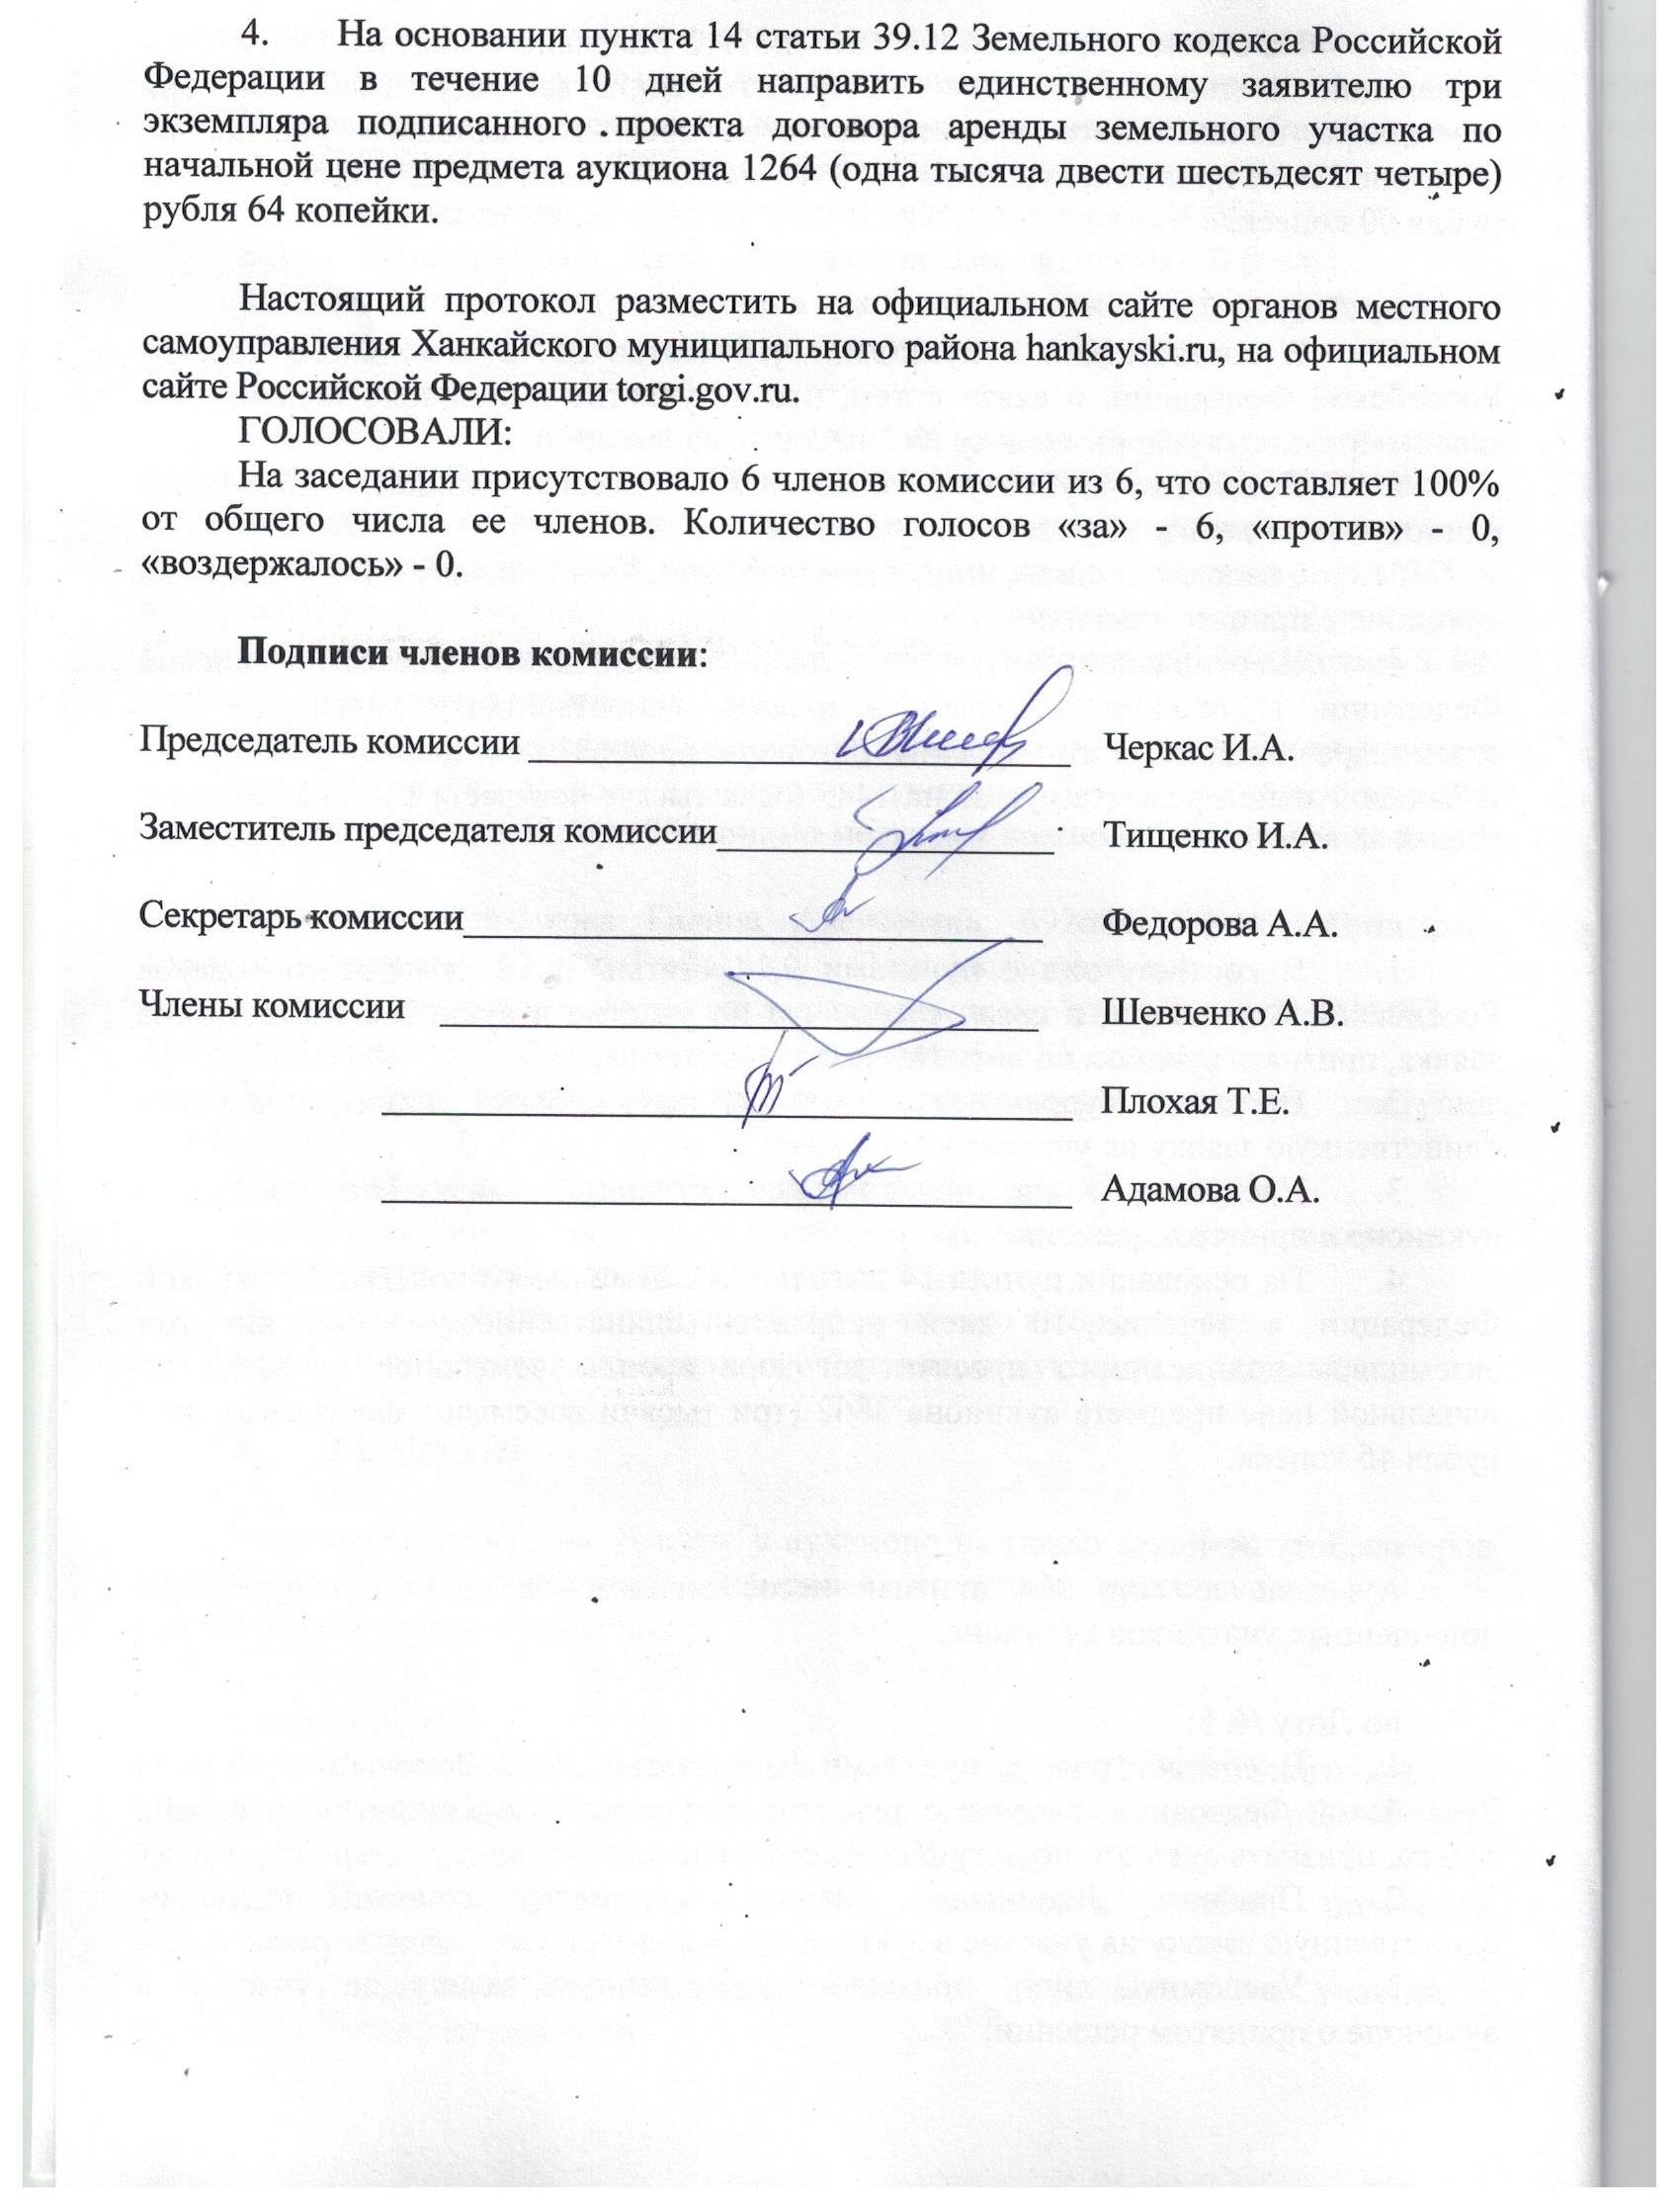 4. На основании пункта 14 статьи 39.12 Земельного кодекса Российской
Федерации в течение 10 дней направить единственному заявителю три
экземпляра подписанного проекта договора аренды земельного участка по
начальной цене предмета аукциона 1264 (одна тысяча двести шестьдесят четыре)
рубля 64 копейки.
Настоящий протокол разместить на официальном сайте органов местного
самоуправления Ханкайского муниципального района hankayski.ru, на официальном
сайте Российской Федерации torgi.gov.ru.
ГОЛОСОВАЛИ:
На заседании присутствовало 6 членов комиссии из 6, что составляет 100%
от общего числа ее членов. Количество голосов «за» - 6, «против» - 0,
«воздержалось» - 0.
Подписи членов комиссии:
Председатель комиссии Черкас И.А.
Заместитель председателя комиссии Тищенко И.А.
Секретарь комиссии Федорова А.А.
Члены комиссии Шевченко А.В.
Плохая Т.Е.
Адамова О.А.